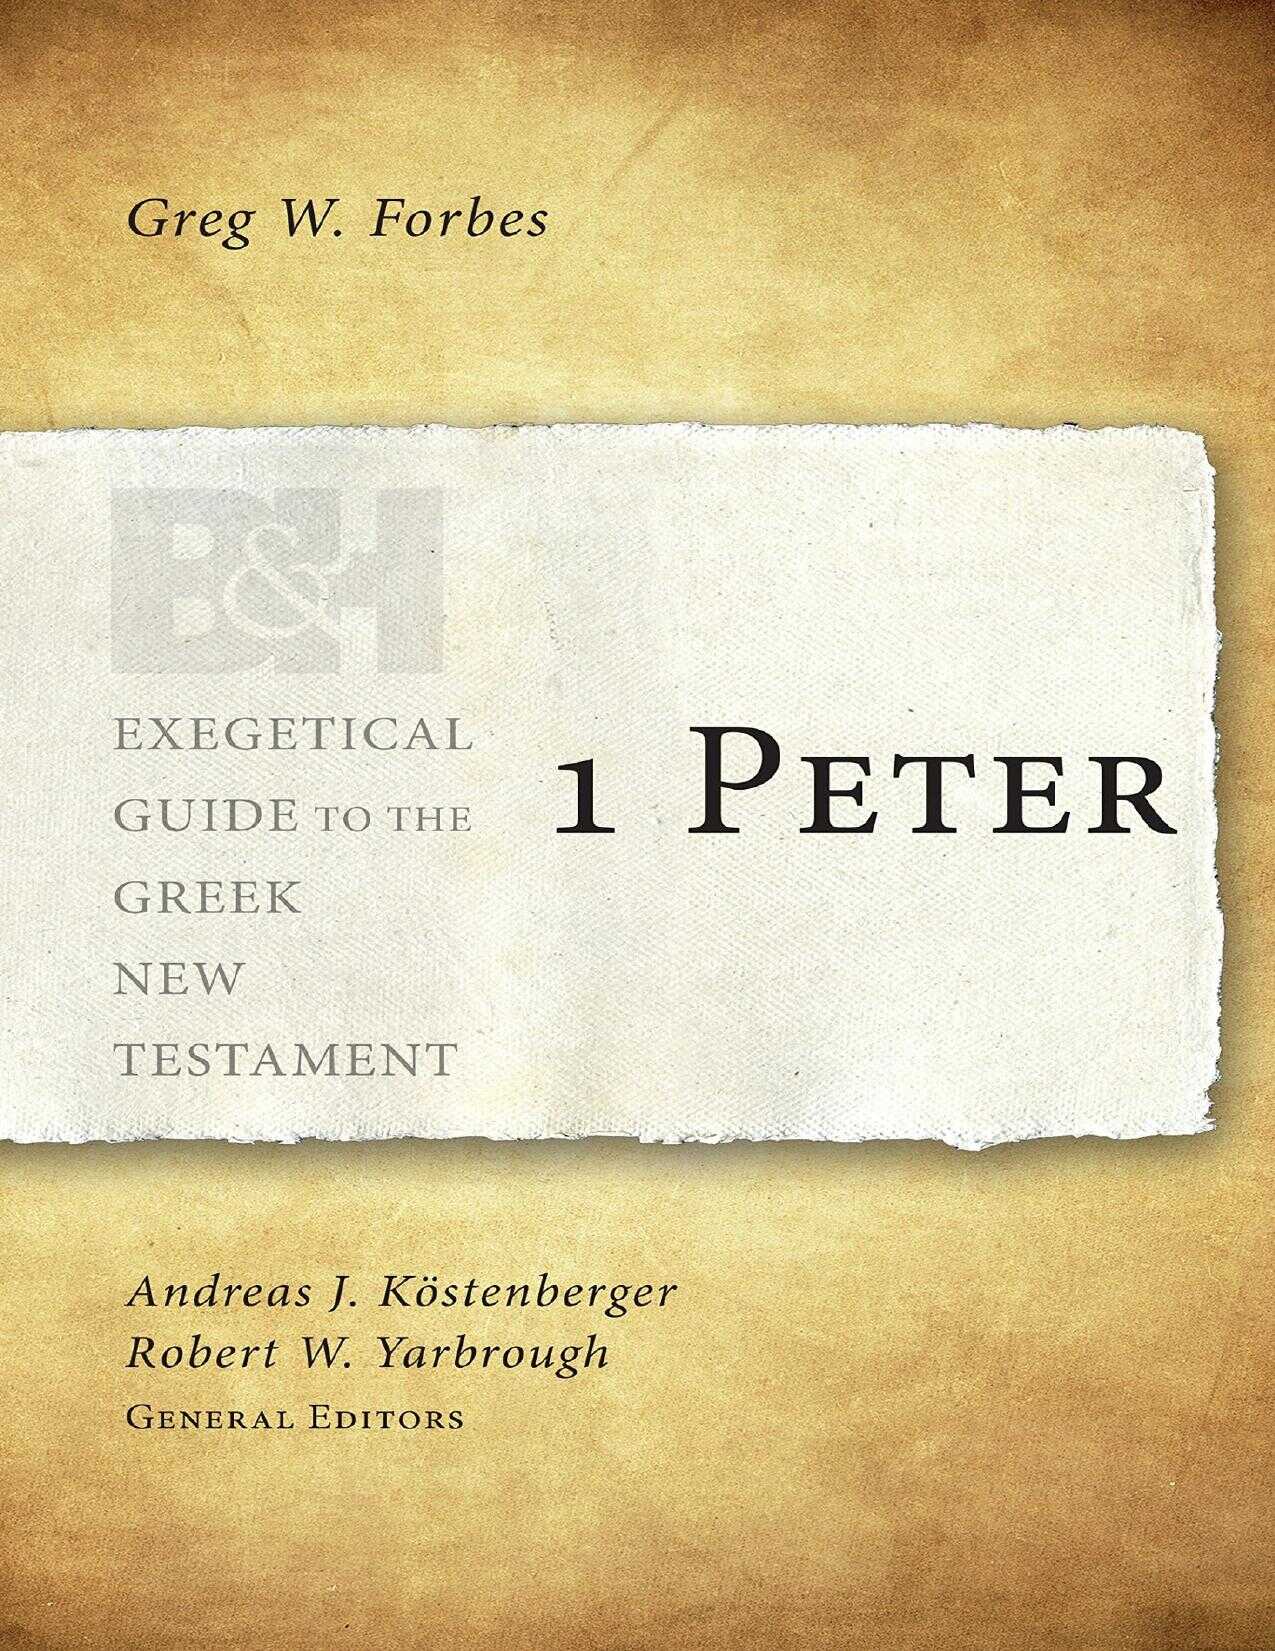 Greg W. Forbes
B&H
EXEGETICAL
GUIDE TO THE
GREEK
NEW
TESTAMENT
1 PETER
Andreas J. Köstenberger
Robert W. Yarbrough
GENERAL EDITORS